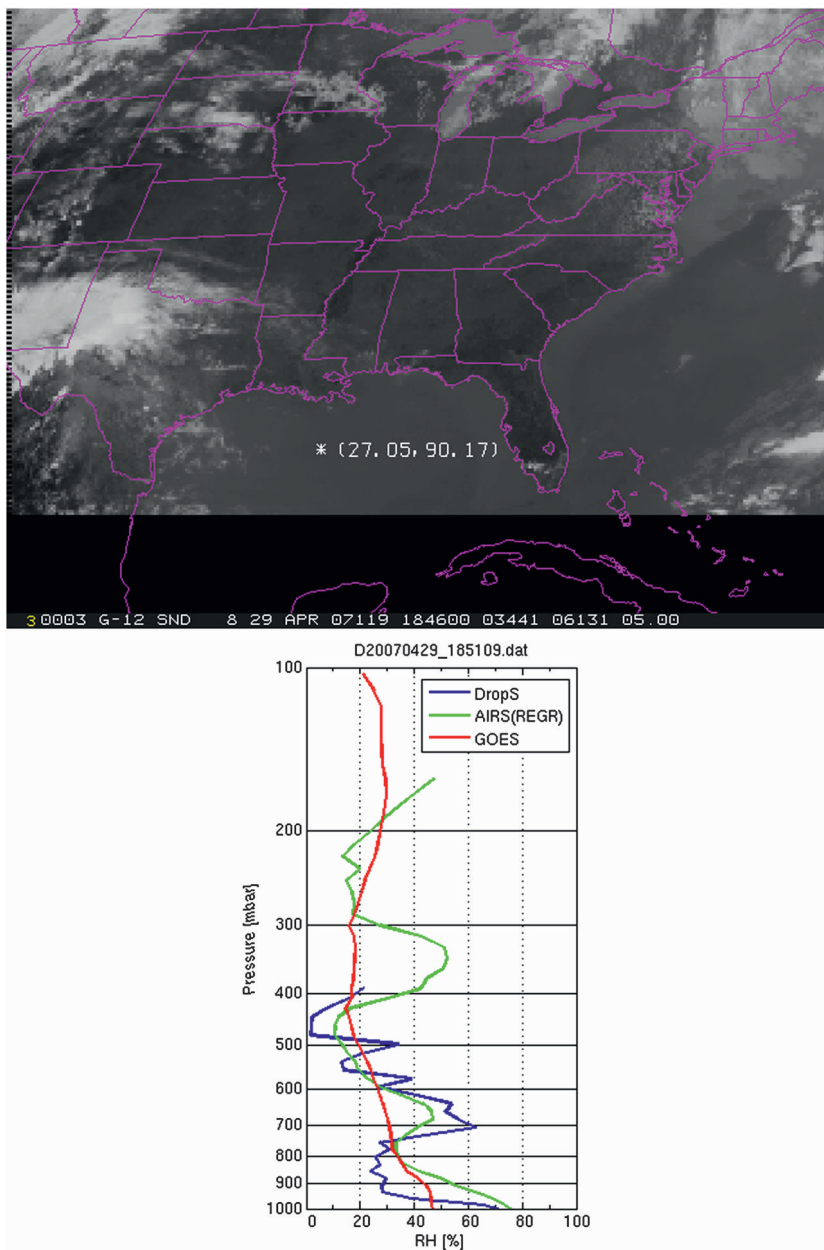 * (27.05,90.17)
3 0003 G-12 SND 8 29 APR 07119 184600 03441 06131 05.00
D20070429_185109.dat
DropS
AIRS(REGR)
GOES
100
200
300
400
500
600
700
800
900
1000
Pressure [mbar]
0 20 40 60 80 100
RH [%]